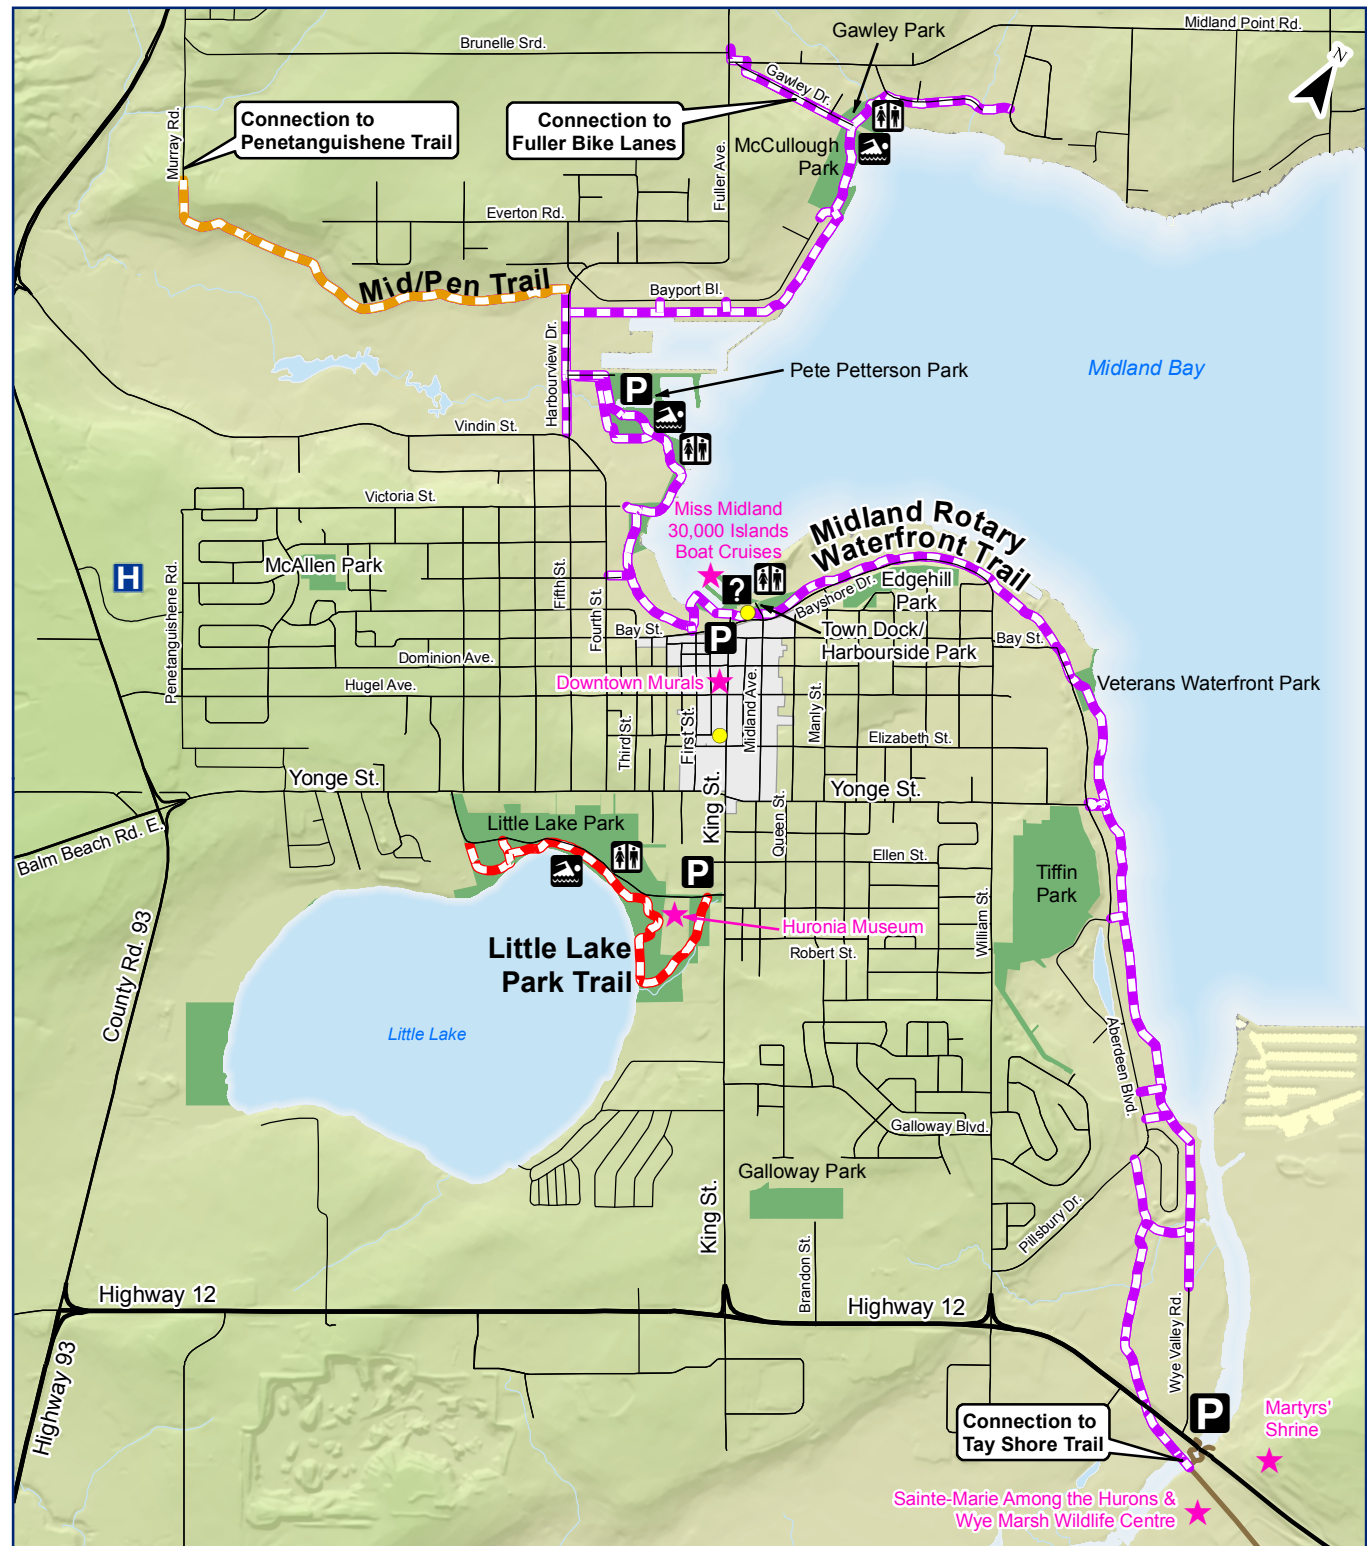 Midland Point Rd.
Gawley Park
Brunelle Srd.
N
Gawley Dr.
Connection to
Penetanguishene Trail
Connection to
Fuller Bike Lanes
Murray Rd.
McCullough
Park
Fuller Ave.
Everton Rd.
Mid/Pen Trail
Bayport Bl.
Harbourview Dr.
P
Pete Petterson Park
Midland Bay
Vindin St.
Victoria St.
Miss Midland
30,000 Islands
Boat Cruises
Midland Rotary
Waterfront Trail
H
McAllen Park
Penetanguishene Rd.
Fifth St.
Fourth St.
?
Bayshore Dr.
Edgehill
Park
Bay St.
P
Town Dock/
Harbourside Park
Bay St.
Dominion Ave.
Hugel Ave.
Downtown Murals
Veterans Waterfront Park
Third St.
First St.
Midland Ave.
Manly St.
Elizabeth St.
Yonge St.
King St.
Yonge St.
Queen St.
Balm Beach Rd. E.
Little Lake Park
P
Ellen St.
Tiffin
Park
William St.
County Rd. 93
Huronia Museum
Little Lake
Park Trail
Robert St.
Little Lake
Aberdeen Blvd.
Galloway Blvd.
Galloway Park
King St.
Pillsbury Dr.
Brandon St.
Highway 12
Highway 12
Wye Valley Rd.
Highway 93
P
Connection to
Tay Shore Trail
Martyrs'
Shrine
Sainte-Marie Among the Hurons &
Wye Marsh Wildlife Centre